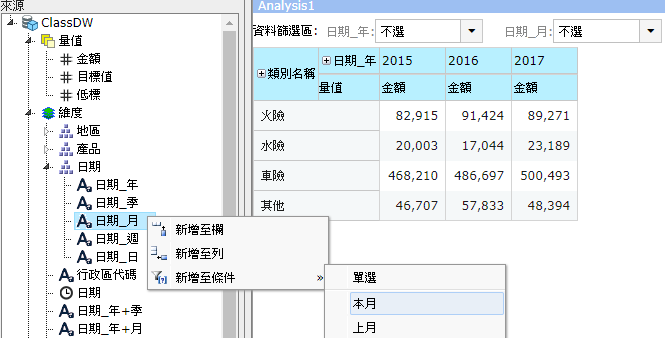 來源
ClassDW
量值
金額
目標值
低標
維度
地區
產品
日期
日期_年
日期_季
日期_月
日期_週
日期_日
行政區代碼
日期
日期_年+季
日期_年+月
新增至欄
新增至列
新增至條件 »
單選
本月
上月
Analysis1
資料篩選區: 日期_年: 不選 日期_月: 不選
類別名稱 日期_年 2015 2016 2017
量值 金額 金額 金額
火險 82,915 91,424 89,271
水險 20,003 17,044 23,189
車險 468,210 486,697 500,493
其他 46,707 57,833 48,394